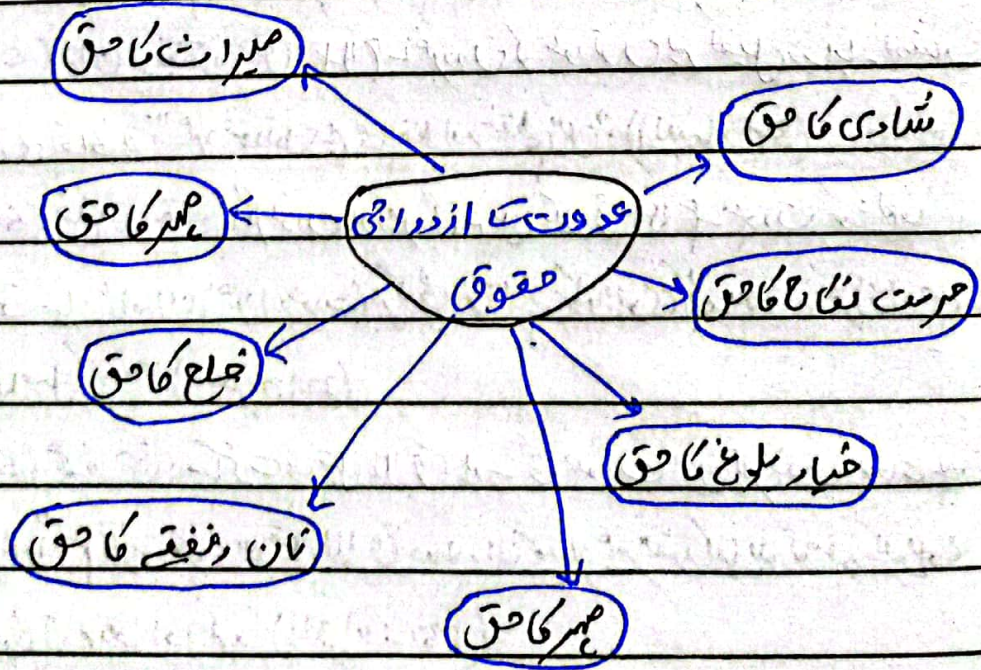 میراث کا حق
شادی کا حق
عورت کا ازدواجی
حقوق
مہر کا حق
حرمت نکاح کا حق
خلع کا حق
خیار بلوغ کا حق
نان و نفقے کا حق
مہر کا حق